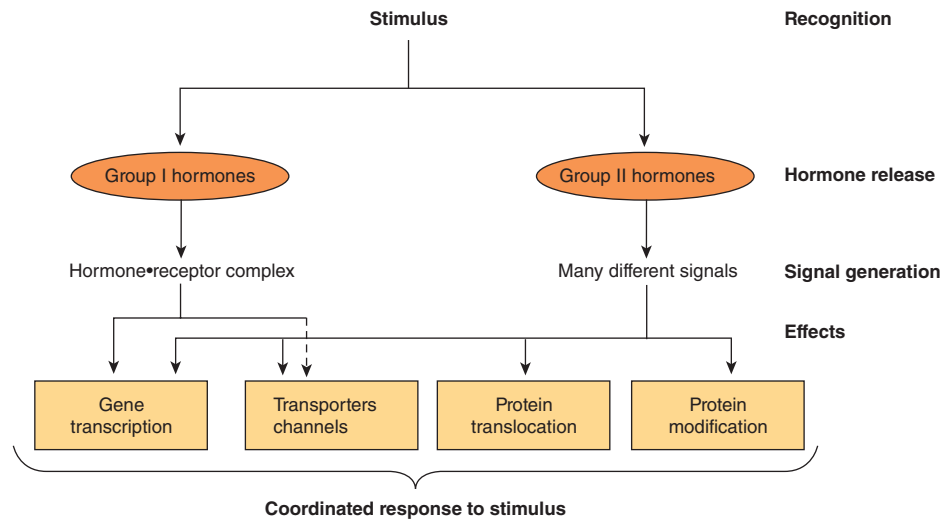 Stimulus
Recognition
Group I hormones
Group II hormones
Hormone release
Hormone•receptor complex
Many different signals
Signal generation
Effects
Gene
transcription
Transporters
channels
Protein
translocation
Protein
modification
Coordinated response to stimulus